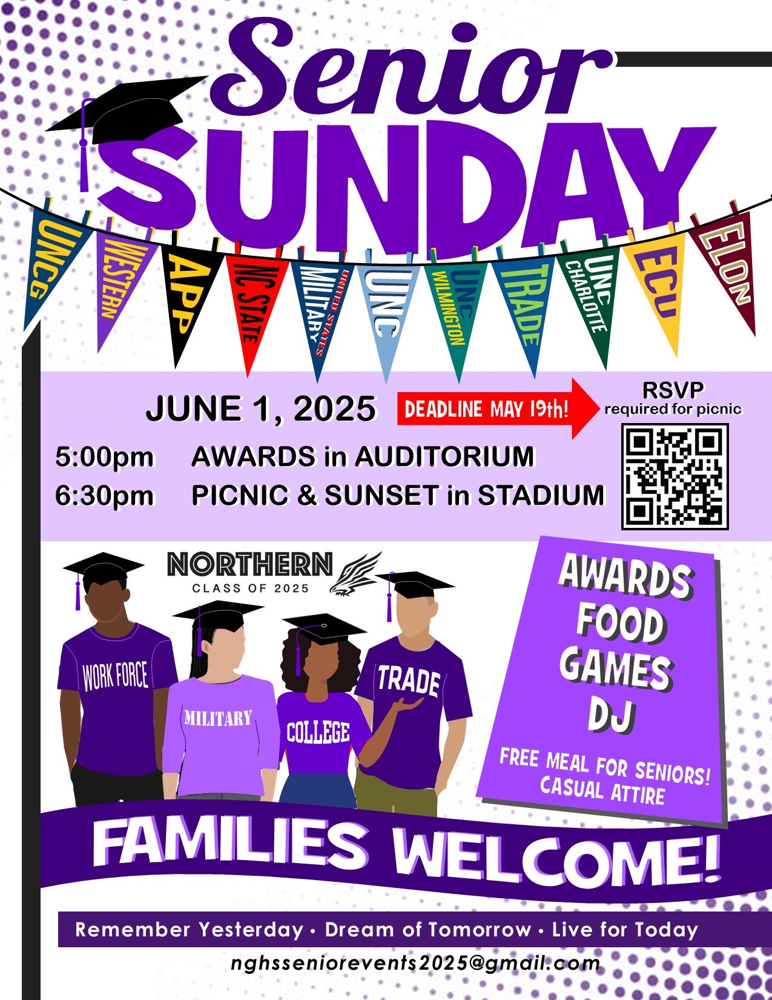 Senior
SUNDAY
UNCG
WESTERN
APP
NC STATE
UNITED STATES
MILITARY
UNC
UNC
WILMINGTON
TRADE
UNC
CHARLOTTE
ECU
ELON
JUNE 1, 2025
DEADLINE MAY 19th!
RSVP
required for picnic
5:00pm AWARDS in AUDITORIUM
6:30pm PICNIC & SUNSET in STADIUM
NORTHERN
CLASS OF 2025
WORK FORCE
MILITARY
COLLEGE
TRADE
AWARDS
FOOD
GAMES
DJ
FREE MEAL FOR SENIORS!
CASUAL ATTIRE
FAMILIES WELCOME!
Remember Yesterday • Dream of Tomorrow • Live for Today
nghsseniorevents2025@gmail.com